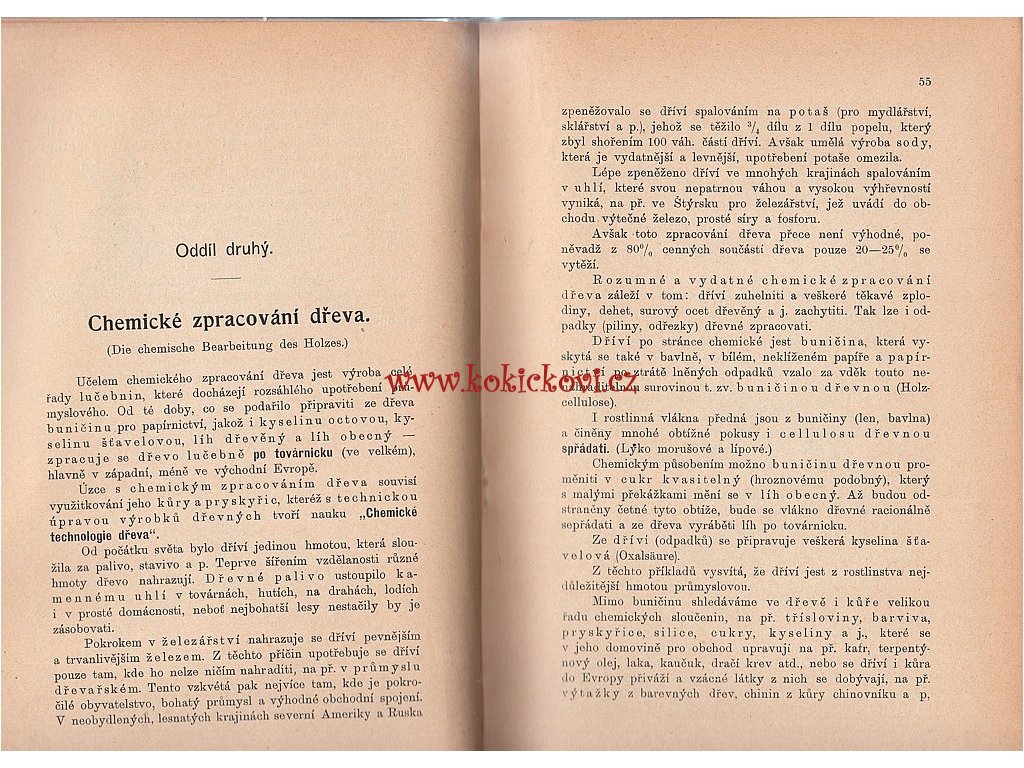 Oddíl druhý.
Chemické zpracování dřeva.
(Die chemische Bearbeitung des Holzes.)
Účelem chemického zpracování dřeva jest výroba celé
řady lučebnin, které docházejí rozsáhlého upotřebení prů-
myslového. Od té doby, co se podařilo připraviti ze dřeva
buničinu pro papírnictví, jakož i kyselinu octovou, ky-
selinu šťavelovou, líh dřevěný a líh obecný —
zpracuje se dřevo lučebně po továrnicku (ve velkém),
hlavně v západní, méně ve východní Evropě.
Úzce s chemickým zpracováním dřeva souvisí
využitkování jeho kůry a pryskyřic, kteréž s technickou
úpravou výrobků dřevných tvoří nauku „Chemické
technologie dřeva“.
Od počátku světa bylo dříví jedinou hmotou, která slou-
žila za palivo, stavivo a p. Teprve šířením vzdělanosti různé
hmoty dřevo nahrazují. Dřevné palivo ustoupilo ka-
mennému uhlí v továrnách, hutích, na drahách, lodích
i v prosté domácnosti, neboť nejbohatší lesy nestačily by je
zásobovati.
Pokrokem v železářství nahrazuje se dříví pevnějším
a trvanlivějším železem. Z těchto příčin upotřebuje se dříví
pouze tam, kde ho nelze ničím nahraditi, na př. v průmyslu
dřevařském. Tento vzkvétá pak nejvíce tam, kde je pokro-
čilé obyvatelstvo, bohatý průmysl a výhodné obchodní spojení.
V neobydlených, lesnatých krajinách severní Ameriky a Ruska
55
zpeněžovalo se dříví spalováním na potaš (pro mydlářství,
sklářství a p.), jehož se těžilo ³/₄ dílu z 1 dílu popelu, který
zbyl shořením 100 váh. částí dříví. Avšak umělá výroba sody,
která je vydatnější a levnější, upotřebení potaše omezila.
Lépe zpeněženo dříví ve mnohých krajinách spalováním
v uhlí, které svou nepatrnou váhou a vysokou výhřevností
vyniká, na př. ve Štýrsku pro železářství, jež uvádí do ob-
chodu výtečné železo, prosté síry a fosforu.
Avšak toto zpracování dřeva přece není výhodné, po-
něvadž z 80% cenných součástí dřeva pouze 20—25% se
vytěží.
Rozumné a vydatné chemické zpracování
dřeva záleží v tom: dříví zuhelniti a veškeré těkavé zplo-
diny, dehet, surový ocet dřevěný a j. zachytiti. Tak lze i od-
padky (piliny, odřezky) dřevné zpracovati.
Dříví po stránce chemické jest buničina, která vy-
skytá se také v bavlně, v bílém, neklíženém papíře a papír-
nictví po ztrátě lněných odpadků vzalo za vděk touto ne-
nahraditelnou surovinou t. zv. buničinou dřevnou (Holz-
cellulose).
I rostlinná vlákna předná jsou z buničiny (len, bavlna)
a činěny mnohé obtížné pokusy i cellulosu dřevnou
spřádati. (Lýko morušové a lípové.)
Chemickým působením možno buničinu dřevnou pro-
měniti v cukr kvasitelný (hroznovému podobný), který
s malými překážkami mění se v líh obecný. Až budou od-
straněny četné tyto obtíže, bude se vlákno dřevné racionálně
sepřádati a ze dřeva vyráběti líh po továrnicku.
Ze dříví (odpadků) se připravuje veškerá kyselina šťa-
velová (Oxalsäure).
Z těchto příkladů vysvítá, že dříví jest z rostlinstva nej-
důležitější hmotou průmyslovou.
Mimo buničinu shledáváme ve dřevě i kůře velikou
řadu chemických sloučenin, na př. třísloviny, barviva,
pryskyřice, silice, cukry, kyseliny a j., které se
v jeho domovině pro obchod upravují na př. kafr, terpentý-
nový olej, laka, kaučuk, dračí krev atd., nebo se dříví i kůra
do Evropy přiváží a vzácné látky z nich se dobývají, na př.
výtažky z barevných dřev, chinin z kůry chinovníku a p,
www.kokickovi.cz